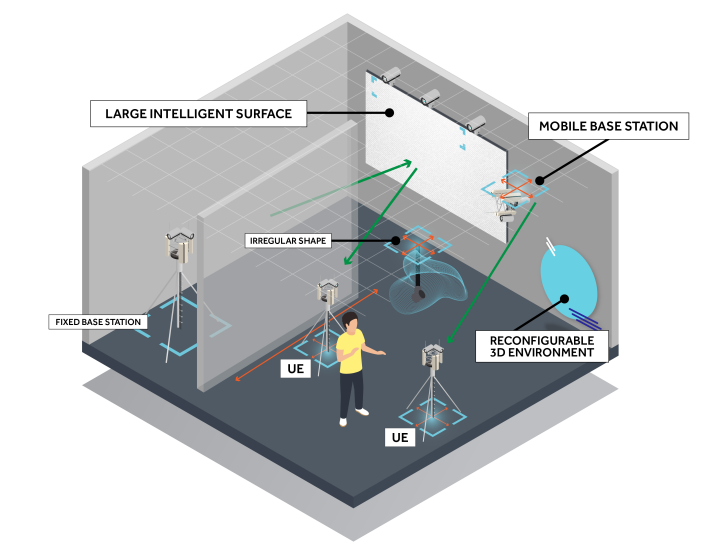 LARGE INTELLIGENT SURFACE
MOBILE BASE STATION
IRREGULAR SHAPE
FIXED BASE STATION
RECONFIGURABLE
3D ENVIRONMENT
UE
UE